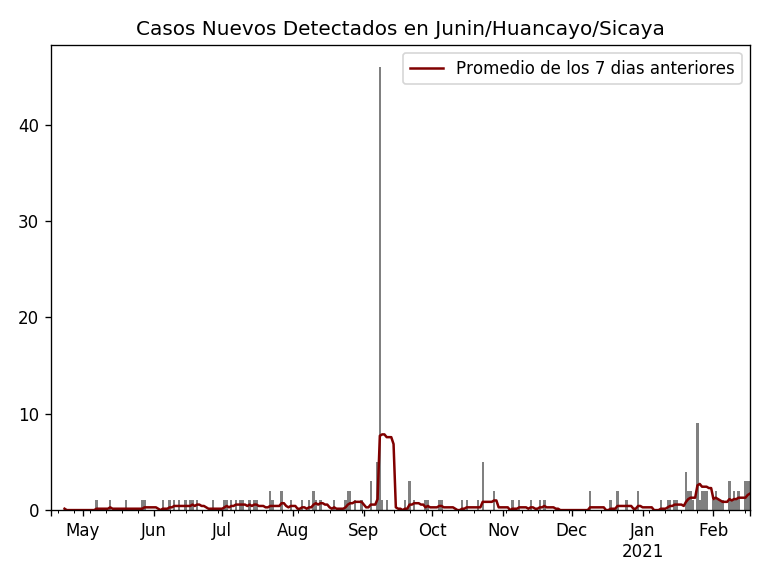 Casos Nuevos Detectados en Junin/Huancayo/Sicaya
Promedio de los 7 dias anteriores
40
30
20
10
0
May Jun Jul Aug Sep Oct Nov Dec Jan Feb
2021